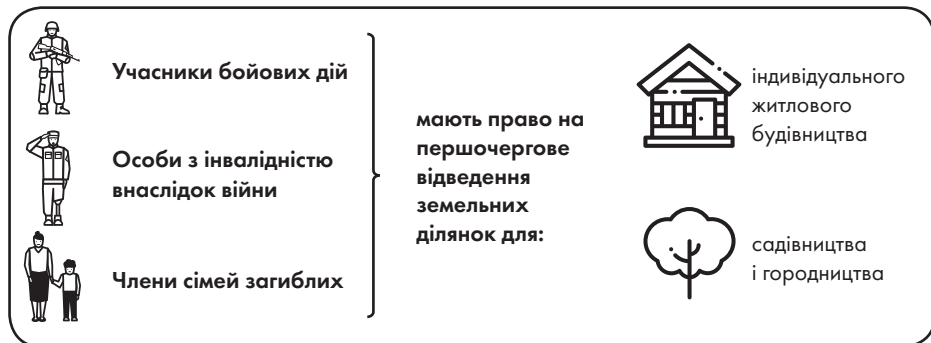 Учасники бойових дій
Особи з інвалідністю
внаслідок війни
Члени сімей загиблих
мають право на
першочергове
відведення
земельних
ділянок для:
індивідуального
житлового
будівництва
садівництва
і городництва